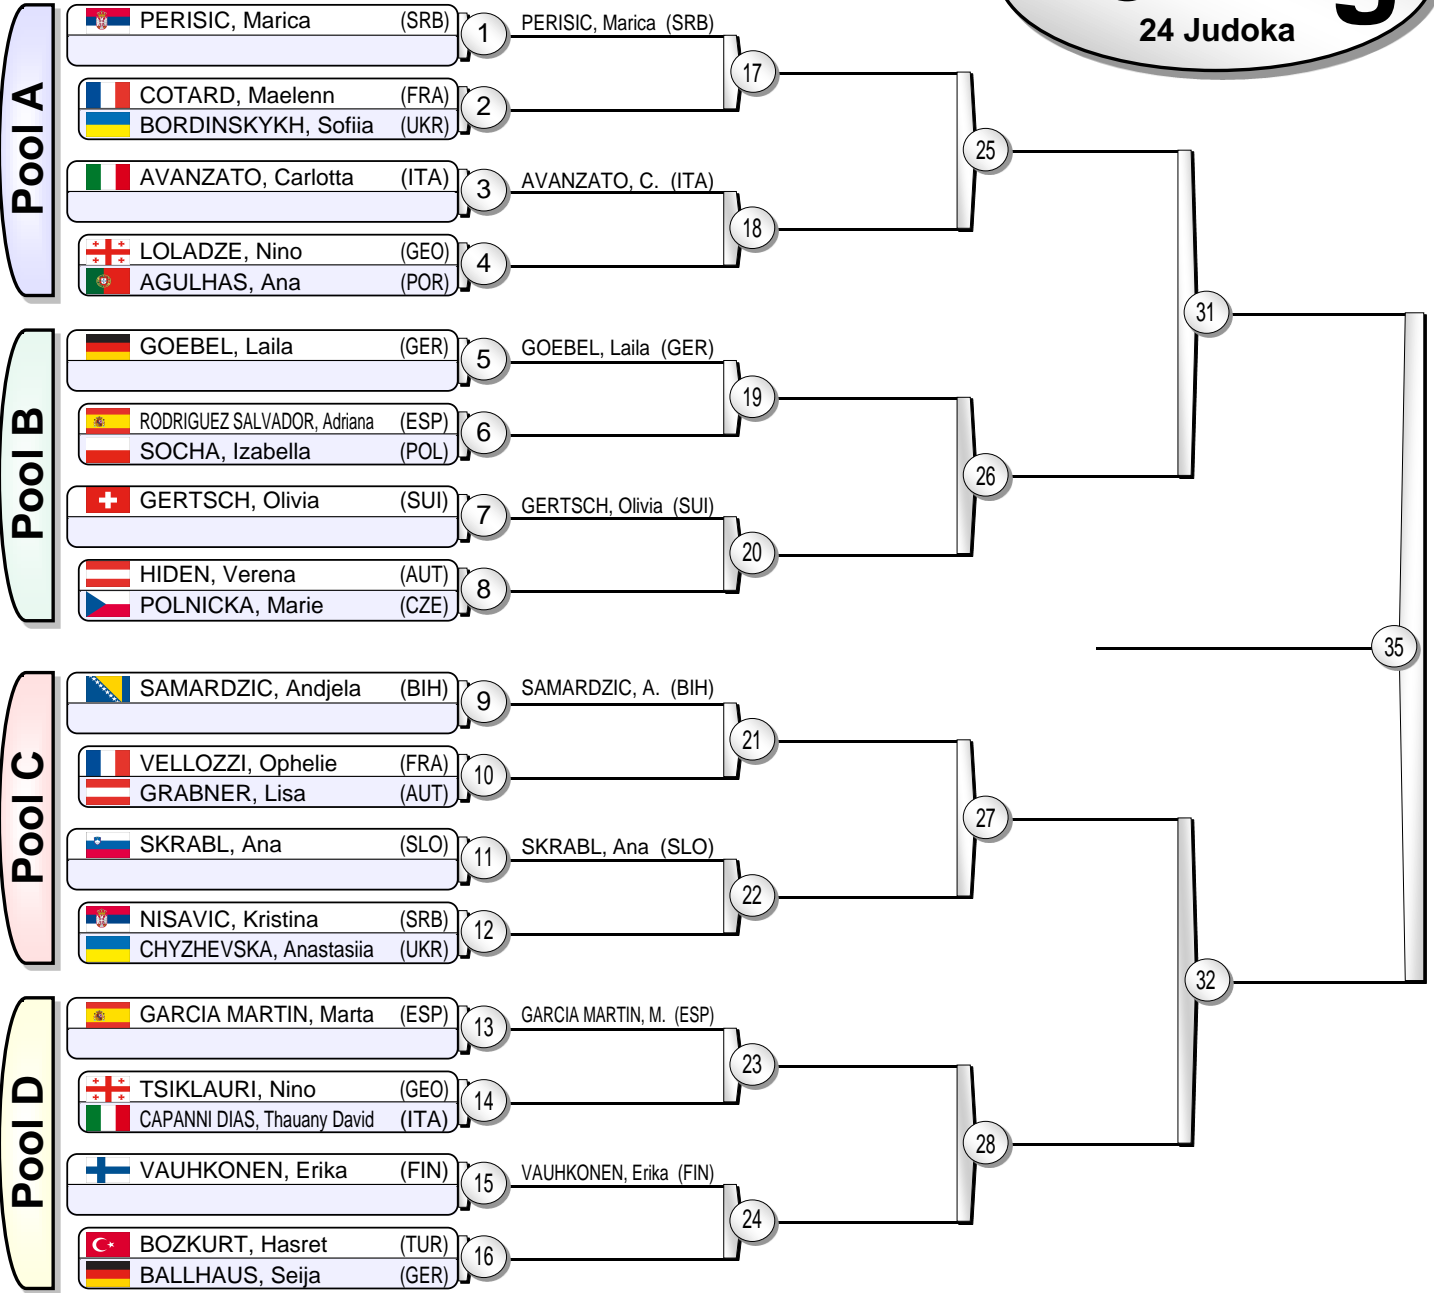 24 Judoka
Pool A
PERISIC, Marica (SRB)
1
PERISIC, Marica (SRB)
COTARD, Maelenn (FRA)
BORDINSKYKH, Sofiia (UKR)
2
17
AVANZATO, Carlotta (ITA)
3
AVANZATO, C. (ITA)
LOLADZE, Nino (GEO)
AGULHAS, Ana (POR)
4
18
25
Pool B
GOEBEL, Laila (GER)
5
GOEBEL, Laila (GER)
RODRIGUEZ SALVADOR, Adriana (ESP)
SOCHA, Izabella (POL)
6
19
GERTSCH, Olivia (SUI)
7
GERTSCH, Olivia (SUI)
HIDEN, Verena (AUT)
POLNICKA, Marie (CZE)
8
20
26
31
35
Pool C
SAMARDZIC, Andjela (BIH)
9
SAMARDZIC, A. (BIH)
VELLOZZI, Ophelie (FRA)
GRABNER, Lisa (AUT)
10
21
SKRABL, Ana (SLO)
11
SKRABL, Ana (SLO)
NISAVIC, Kristina (SRB)
CHYZHEVSKA, Anastasiia (UKR)
12
22
27
Pool D
GARCIA MARTIN, Marta (ESP)
13
GARCIA MARTIN, M. (ESP)
TSIKLAURI, Nino (GEO)
CAPANNI DIAS, Thauany David (ITA)
14
23
VAUHKONEN, Erika (FIN)
15
VAUHKONEN, Erika (FIN)
BOZKURT, Hasret (TUR)
BALLHAUS, Seija (GER)
16
24
28
32